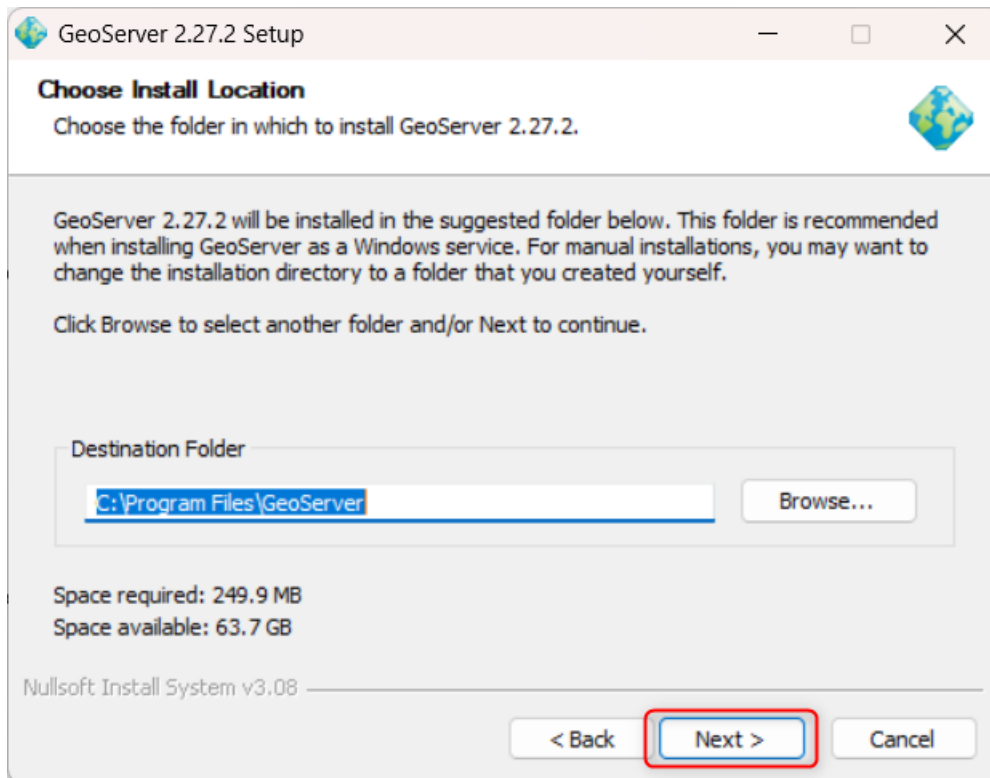 GeoServer 2.27.2 Setup
Choose Install Location
Choose the folder in which to install GeoServer 2.27.2.
GeoServer 2.27.2 will be installed in the suggested folder below. This folder is recommended
when installing GeoServer as a Windows service. For manual installations, you may want to
change the installation directory to a folder that you created yourself.
Click Browse to select another folder and/or Next to continue.
Destination Folder
C:\Program Files\GeoServer
Browse...
Space required: 249.9 MB
Space available: 63.7 GB
Nullsoft Install System v3.08
< Back
Next >
Cancel